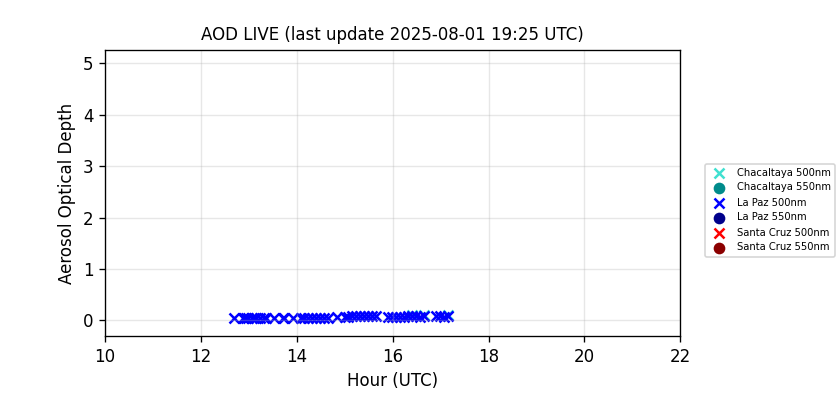 AOD LIVE (last update 2025-08-01 19:25 UTC)
Aerosol Optical Depth
5
4
3
2
1
0
10 12 14 16 18 20 22
Hour (UTC)
Chacaltaya 500nm
Chacaltaya 550nm
La Paz 500nm
La Paz 550nm
Santa Cruz 500nm
Santa Cruz 550nm